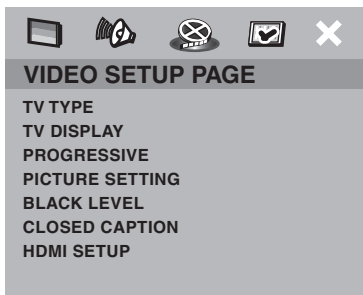 VIDEO SETUP PAGE
TV TYPE
TV DISPLAY
PROGRESSIVE
PICTURE SETTING
BLACK LEVEL
CLOSED CAPTION
HDMI SETUP